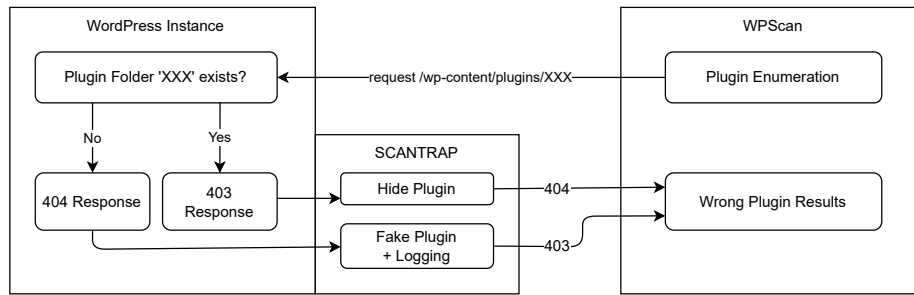 WordPress Instance
WPScan
Plugin Folder 'XXX' exists?
request /wp-content/plugins/XXX
Plugin Enumeration
No
Yes
SCANTRAP
404 Response
403
Response
Hide Plugin
404
Wrong Plugin Results
Fake Plugin
+ Logging
403